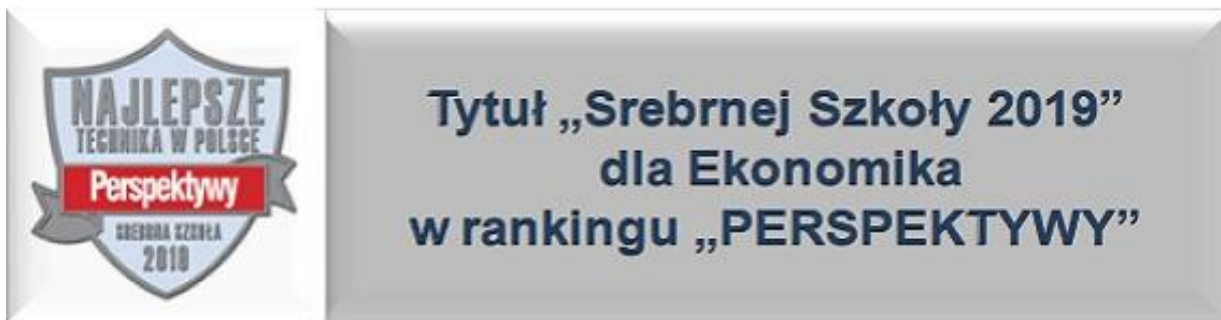 NAJLEPSZE
TECHNIKA W POLSCE
Perspektywy
SREBRNA SZKOŁA
2019
Tytuł „Srebrnej Szkoły 2019”
dla Ekonomika
w rankingu „PERSPEKTYWY”